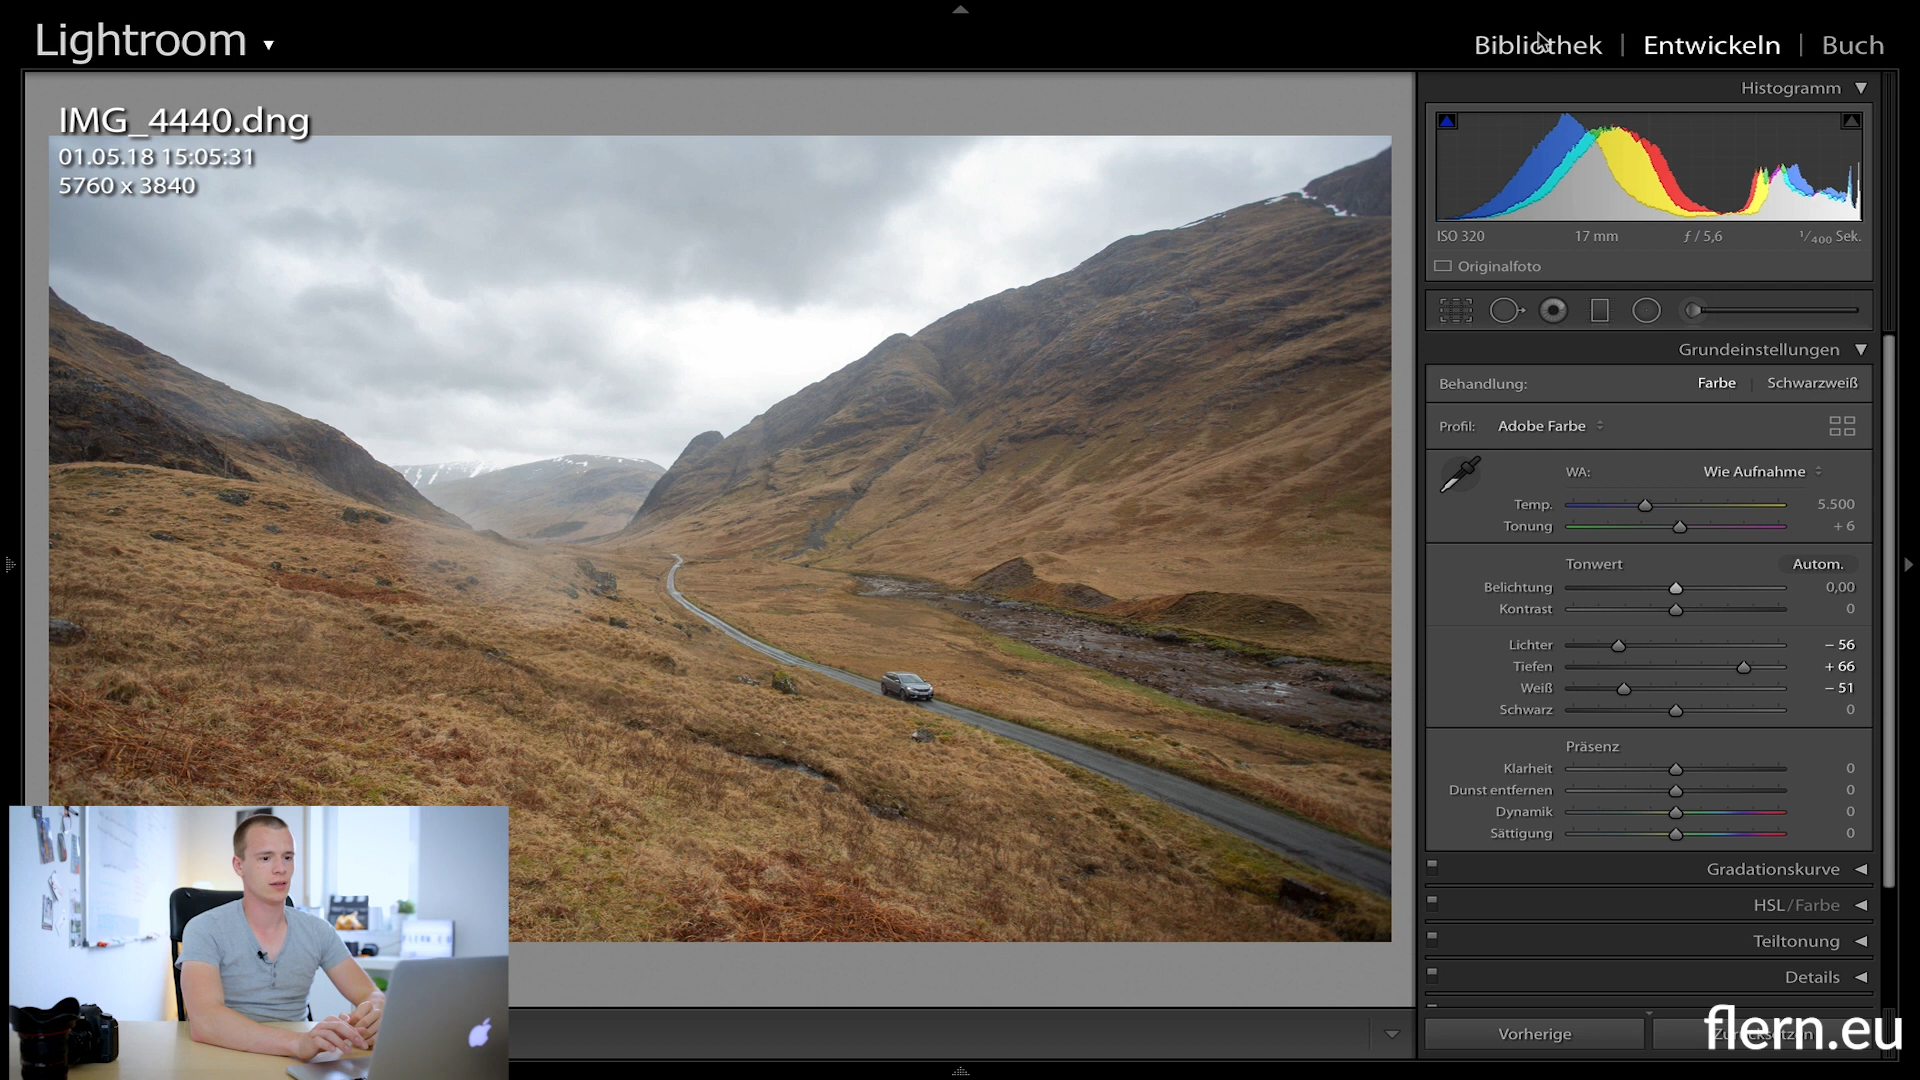 Lightroom
Bibliothek | Entwickeln | Buch
IMG_4440.dng
01.05.18 15:05:31
5760 x 3840
Histogramm
ISO 320 17 mm ƒ / 5,6 1/400 Sek.
Originalfoto
Grundeinstellungen
Behandlung: Farbe | Schwarzweiß
Profil: Adobe Farbe
WA: Wie Aufnahme
Temp. 5.500
Tonung + 6
Tonwert Autom.
Belichtung 0,00
Kontrast 0
Lichter − 56
Tiefen + 66
Weiß − 51
Schwarz 0
Präsenz
Klarheit 0
Dunst entfernen 0
Dynamik 0
Sättigung 0
Gradationskurve
HSL / Farbe
Teiltonung
Details
Vorherige Zurücksetzen
flern.eu